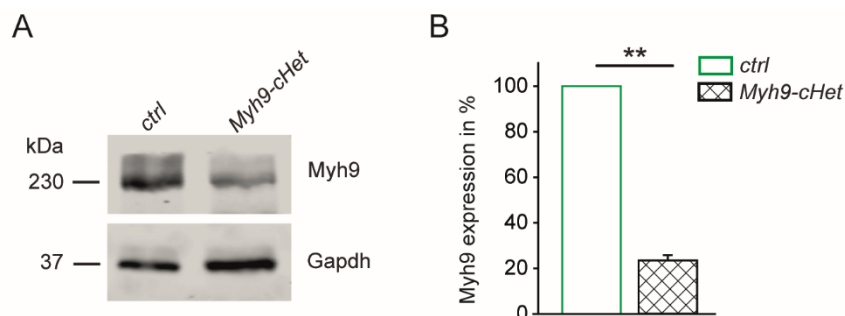 A
ctrl
Myh9-cHet
kDa
230
Myh9
37
Gapdh
B
**
ctrl
Myh9-cHet
Myh9 expression in %
100
80
60
40
20
0